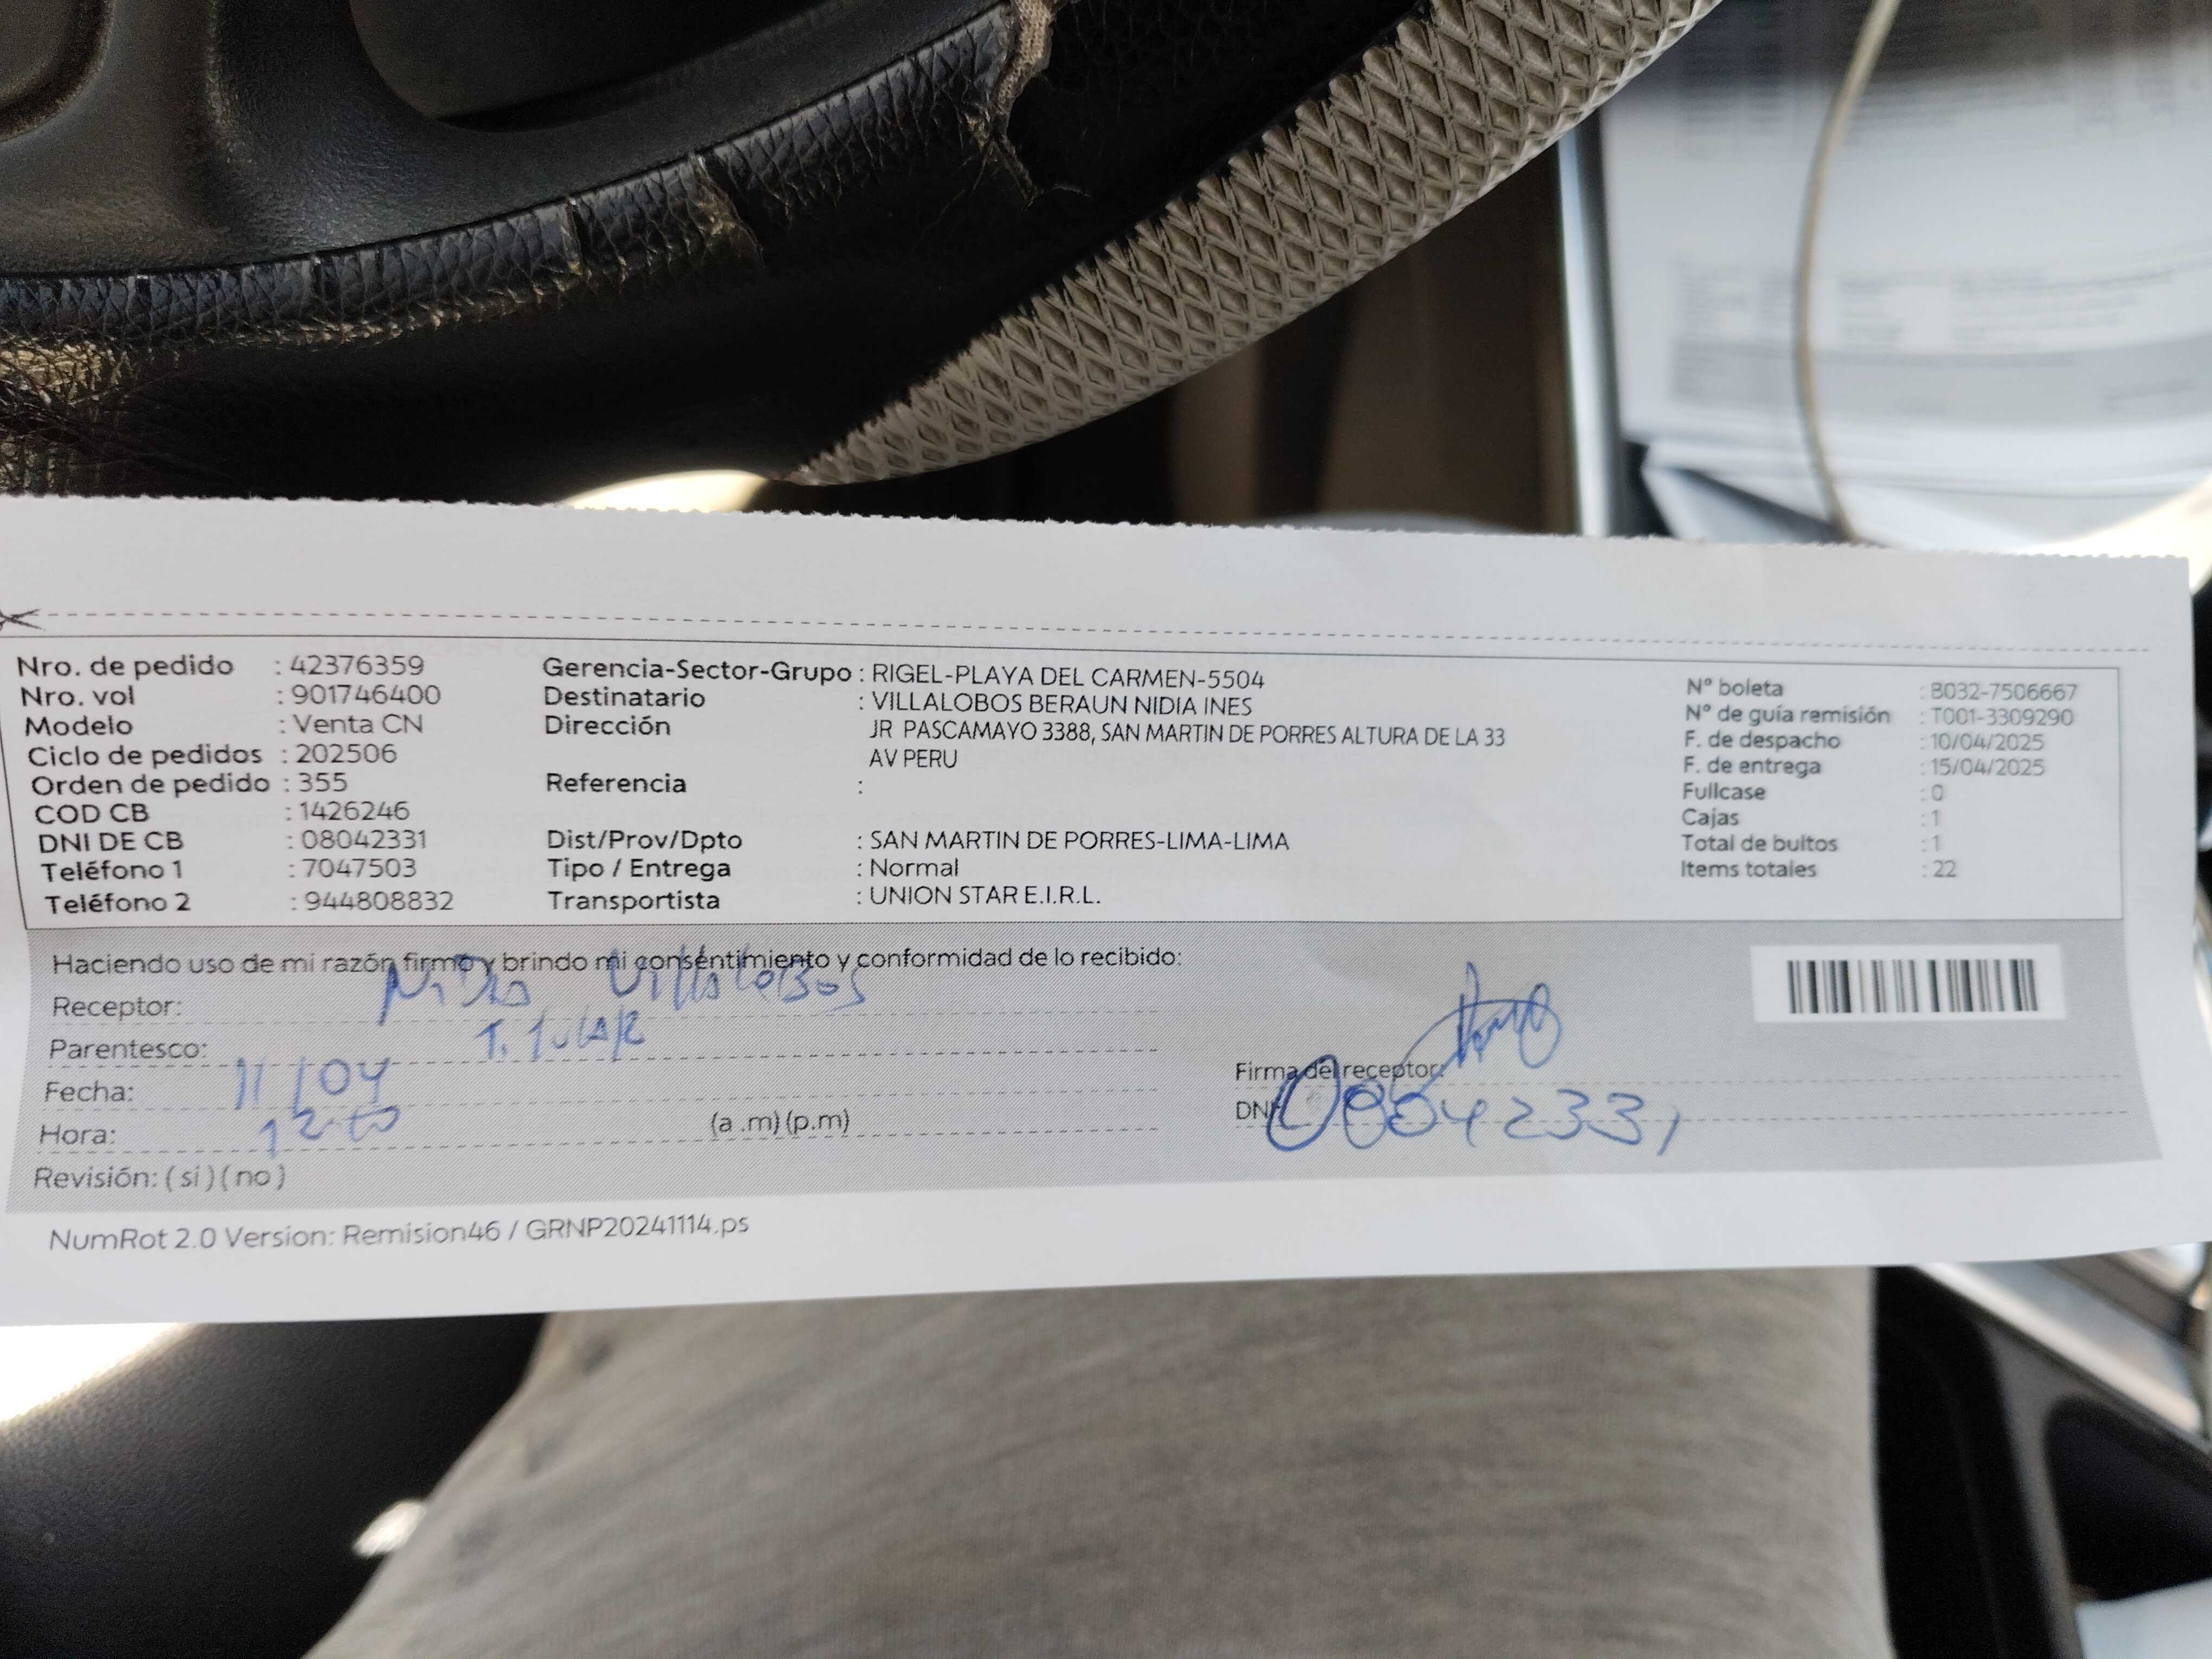 Nro. de pedido : 42376359
Nro. vol : 901746400
Modelo : Venta CN
Ciclo de pedidos : 202506
Orden de pedido : 355
COD CB : 1426246
DNI DE CB : 08042331
Teléfono 1 : 7047503
Teléfono 2 : 944808832
Gerencia-Sector-Grupo : RIGEL-PLAYA DEL CARMEN-5504
Destinatario : VILLALOBOS BERAUN NIDIA INES
Dirección JR PASCAMAYO 3388, SAN MARTIN DE PORRES ALTURA DE LA 33
AV PERU
Referencia :
Dist/Prov/Dpto : SAN MARTIN DE PORRES-LIMA-LIMA
Tipo / Entrega : Normal
Transportista : UNION STAR E.I.R.L.
N° boleta : B032-7506667
N° de guía remisión : T001-3309290
F. de despacho : 10/04/2025
F. de entrega : 15/04/2025
Fullcase : 0
Cajas : 1
Total de bultos : 1
Items totales : 22
Haciendo uso de mi razón firmo y brindo mi consentimiento y conformidad de lo recibido:
Receptor: Nidia Villalobos
Parentesco: Titular
Fecha: 11/04
Hora: (a .m) (p.m)
Revisión: ( si ) ( no )
Firma del receptor:
DNI: 08042331
NumRot 2.0 Version: Remision46 / GRNP20241114.ps